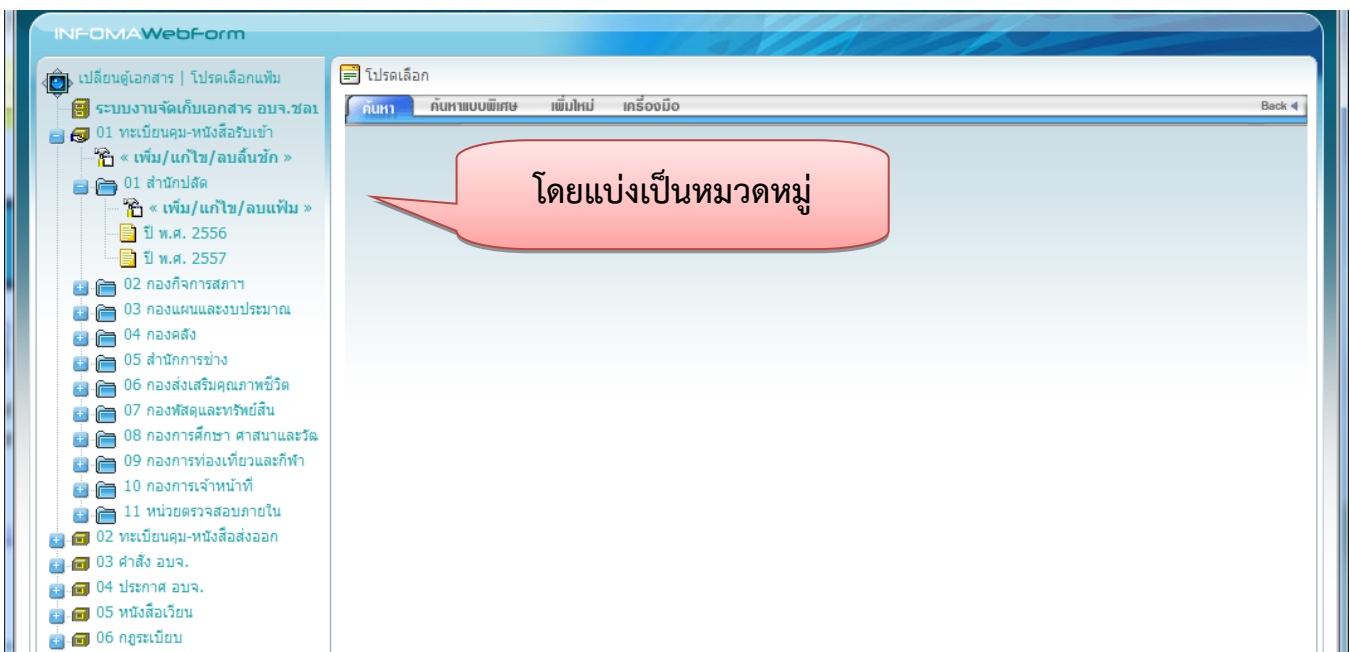 INFOMAWebForm
เปลี่ยนตู้เอกสาร | โปรดเลือกแฟ้ม
ระบบงานจัดเก็บเอกสาร อบจ.ชลบ
01 ทะเบียนคุม-หนังสือรับเข้า
« เพิ่ม/แก้ไข/ลบลิ้นชัก »
01 สำนักปลัด
« เพิ่ม/แก้ไข/ลบแฟ้ม »
ปี พ.ศ. 2556
ปี พ.ศ. 2557
02 กองกิจการสภาฯ
03 กองแผนและงบประมาณ
04 กองคลัง
05 สำนักการช่าง
06 กองส่งเสริมคุณภาพชีวิต
07 กองพัสดุและทรัพย์สิน
08 กองการศึกษา ศาสนาและวัฒ
09 กองการท่องเที่ยวและกีฬา
10 กองการเจ้าหน้าที่
11 หน่วยตรวจสอบภายใน
02 ทะเบียนคุม-หนังสือส่งออก
03 คำสั่ง อบจ.
04 ประกาศ อบจ.
05 หนังสือเวียน
06 กฎระเบียบ
โปรดเลือก
ค้นหา ค้นหาแบบพิเศษ เพิ่มใหม่ เครื่องมือ Back
โดยแบ่งเป็นหมวดหมู่